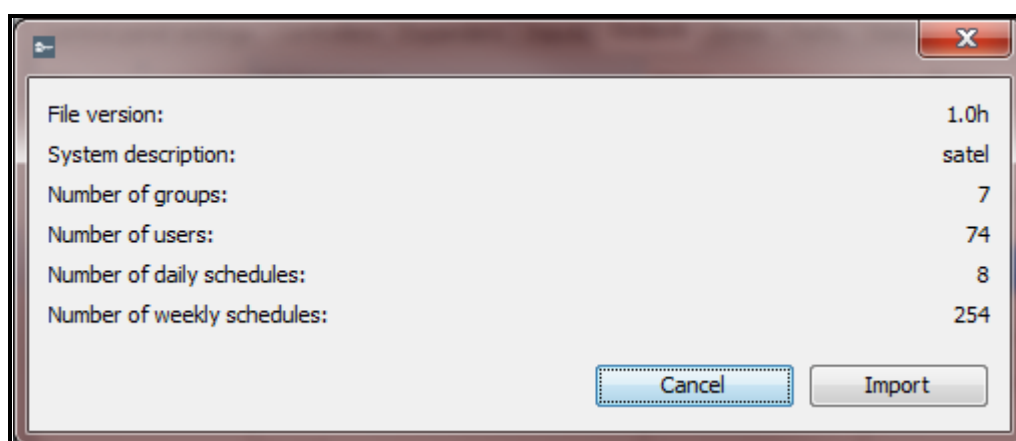 File version: 1.0h
System description: satel
Number of groups: 7
Number of users: 74
Number of daily schedules: 8
Number of weekly schedules: 254
Cancel Import